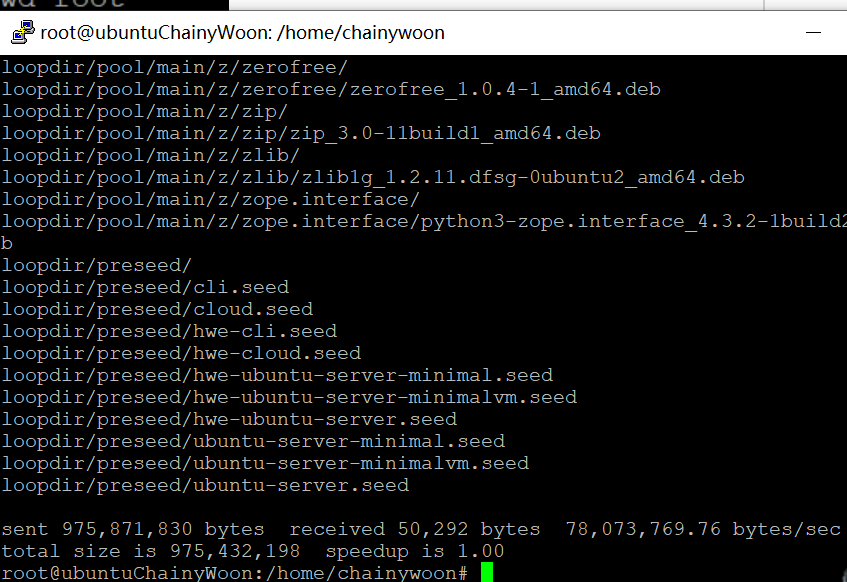 root@ubuntuChainyWoon: /home/chainywoon
loopdir/pool/main/z/zerofree/
loopdir/pool/main/z/zerofree/zerofree_1.0.4-1_amd64.deb
loopdir/pool/main/z/zip/
loopdir/pool/main/z/zip/zip_3.0-11build1_amd64.deb
loopdir/pool/main/z/zlib/
loopdir/pool/main/z/zlib/zlib1g_1.2.11.dfsg-0ubuntu2_amd64.deb
loopdir/pool/main/z/zope.interface/
loopdir/pool/main/z/zope.interface/python3-zope.interface_4.3.2-1build2
b
loopdir/preseed/
loopdir/preseed/cli.seed
loopdir/preseed/cloud.seed
loopdir/preseed/hwe-cli.seed
loopdir/preseed/hwe-cloud.seed
loopdir/preseed/hwe-ubuntu-server-minimal.seed
loopdir/preseed/hwe-ubuntu-server-minimalvm.seed
loopdir/preseed/hwe-ubuntu-server.seed
loopdir/preseed/ubuntu-server-minimal.seed
loopdir/preseed/ubuntu-server-minimalvm.seed
loopdir/preseed/ubuntu-server.seed
sent 975,871,830 bytes  received 50,292 bytes  78,073,769.76 bytes/sec
total size is 975,432,198  speedup is 1.00
root@ubuntuChainyWoon:/home/chainywoon#